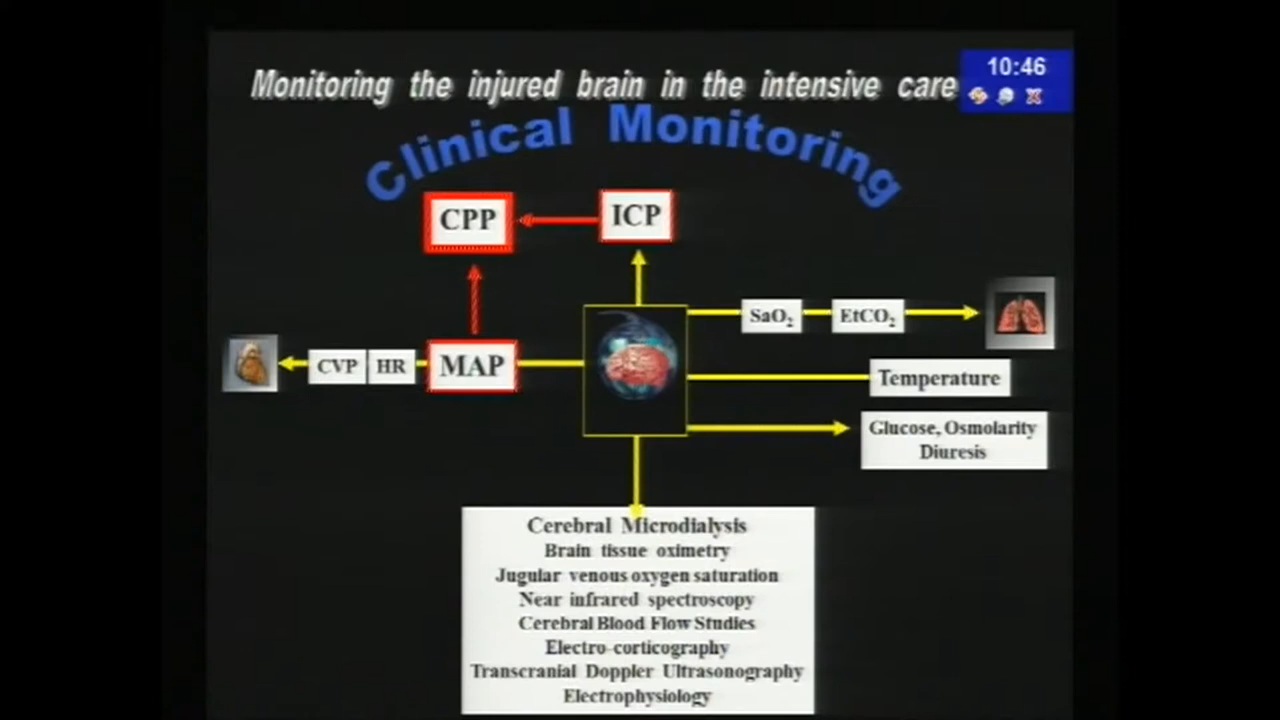 Monitoring the injured brain in the intensive care
10:46
Clinical Monitoring
CPP
ICP
SaO₂
EtCO₂
CVP
HR
MAP
Temperature
Glucose, Osmolarity
Diuresis
Cerebral Microdialysis
Brain tissue oximetry
Jugular venous oxygen saturation
Near infrared spectroscopy
Cerebral Blood Flow Studies
Electro-corticography
Transcranial Doppler Ultrasonography
Electrophysiology